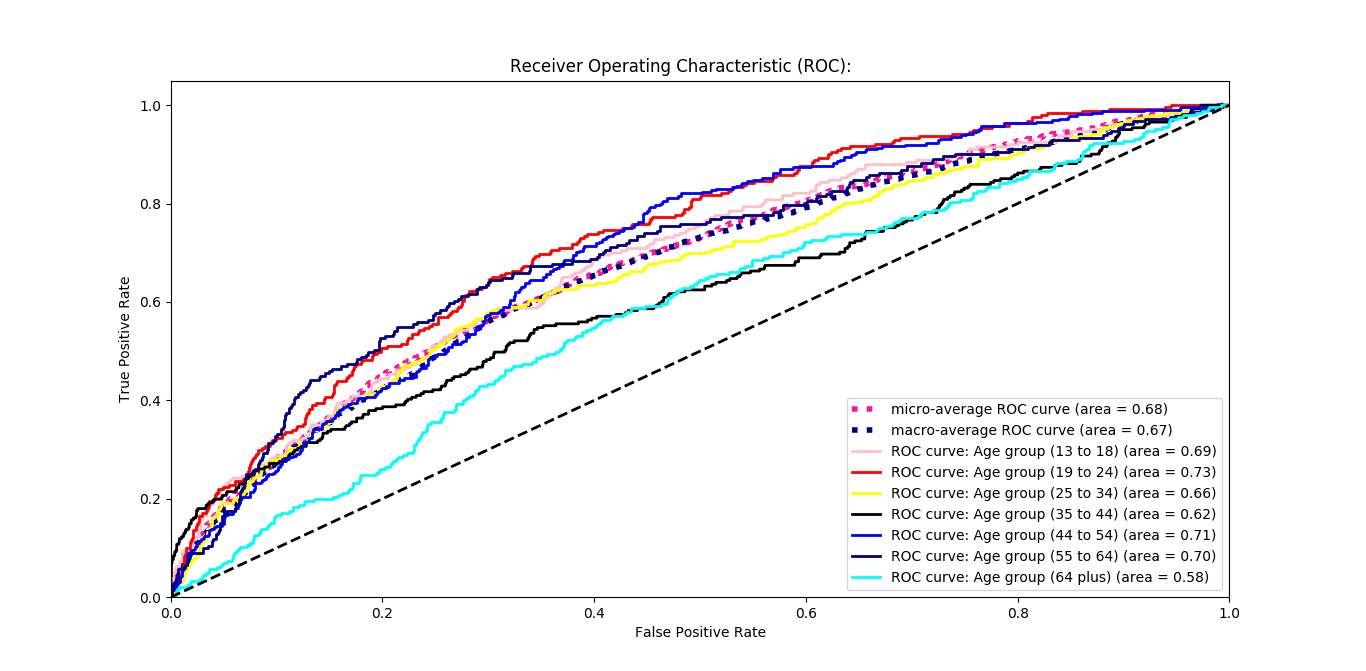 Receiver Operating Characteristic (ROC):
True Positive Rate
1.0
0.8
0.6
0.4
0.2
0.0
micro-average ROC curve (area = 0.68)
macro-average ROC curve (area = 0.67)
ROC curve: Age group (13 to 18) (area = 0.69)
ROC curve: Age group (19 to 24) (area = 0.73)
ROC curve: Age group (25 to 34) (area = 0.66)
ROC curve: Age group (35 to 44) (area = 0.62)
ROC curve: Age group (44 to 54) (area = 0.71)
ROC curve: Age group (55 to 64) (area = 0.70)
ROC curve: Age group (64 plus) (area = 0.58)
0.0 0.2 0.4 0.6 0.8 1.0
False Positive Rate